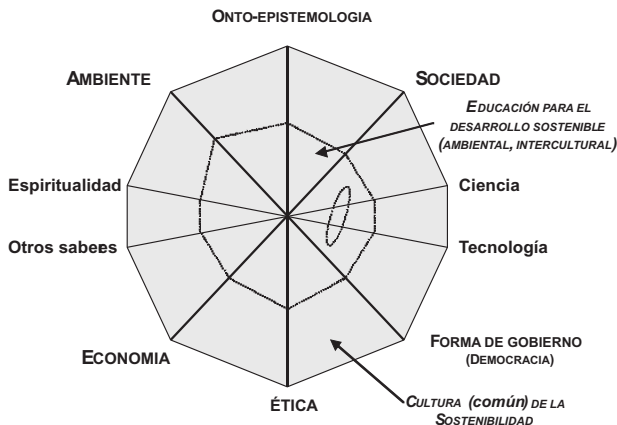 ONTO-EPISTEMOLOGIA
AMBIENTE
SOCIEDAD
EDUCACIÓN PARA EL
DESARROLLO SOSTENIBLE
(AMBIENTAL, INTERCULTURAL)
Espiritualidad
Ciencia
Otros saberes
Tecnología
ECONOMIA
FORMA DE GOBIERNO
(DEMOCRACIA)
ÉTICA
CULTURA (común) DE LA
SOSTENIBILIDAD